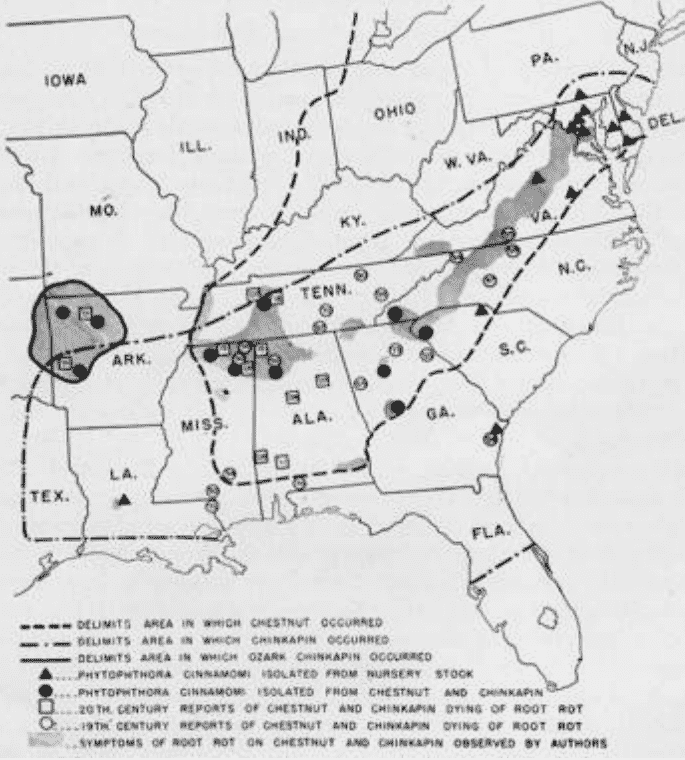 PA.
N.J.
IOWA
OHIO
IND.
ILL.
DEL.
W. VA.
MO.
KY.
VA.
N.C.
TENN.
ARK.
S.C.
MISS.
ALA.
GA.
LA.
TEX.
FLA.
DELIMITS AREA IN WHICH CHESTNUT OCCURRED
DELIMITS AREA IN WHICH CHINKAPIN OCCURRED
DELIMITS AREA IN WHICH OZARK CHINKAPIN OCCURRED
PHYTOPHTHORA CINNAMOMI ISOLATED FROM NURSERY STOCK
PHYTOPHTHORA CINNAMOMI ISOLATED FROM CHESTNUT AND CHINKAPIN
20TH CENTURY REPORTS OF CHESTNUT AND CHINKAPIN DYING OF ROOT ROT
19TH CENTURY REPORTS OF CHESTNUT AND CHINKAPIN DYING OF ROOT ROT
SYMPTOMS OF ROOT ROT ON CHESTNUT AND CHINKAPIN OBSERVED BY AUTHORS